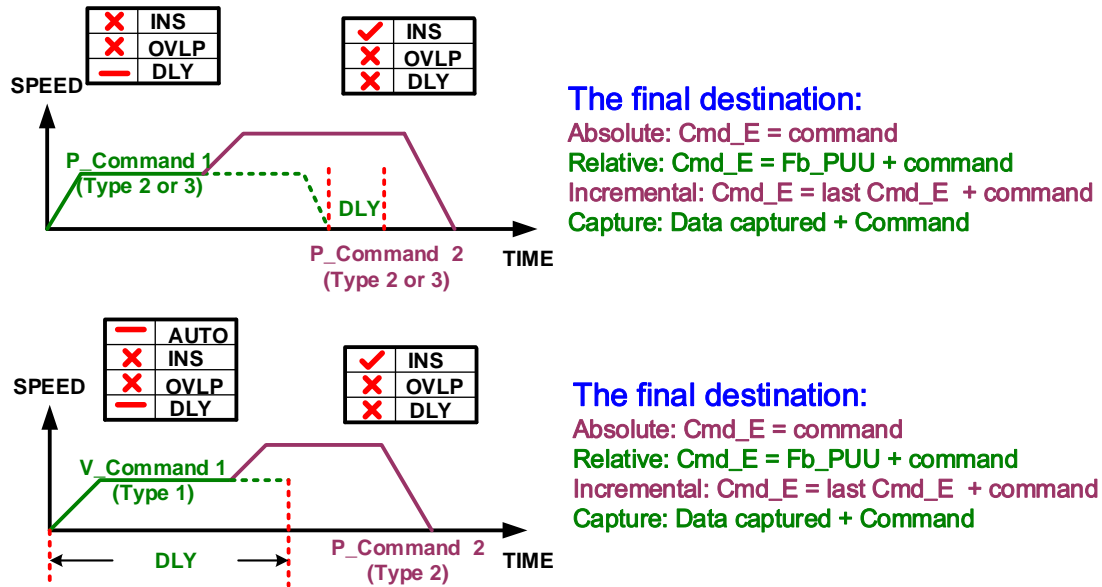 INS
OVLP
DLY
INS
OVLP
DLY
SPEED
P_Command 1
(Type 2 or 3)
DLY
P_Command 2
(Type 2 or 3)
TIME
The final destination:
Absolute: Cmd_E = command
Relative: Cmd_E = Fb_PUU + command
Incremental: Cmd_E = last Cmd_E + command
Capture: Data captured + Command
AUTO
INS
OVLP
DLY
INS
OVLP
DLY
SPEED
V_Command 1
(Type 1)
DLY
P_Command 2
(Type 2)
TIME
The final destination:
Absolute: Cmd_E = command
Relative: Cmd_E = Fb_PUU + command
Incremental: Cmd_E = last Cmd_E + command
Capture: Data captured + Command